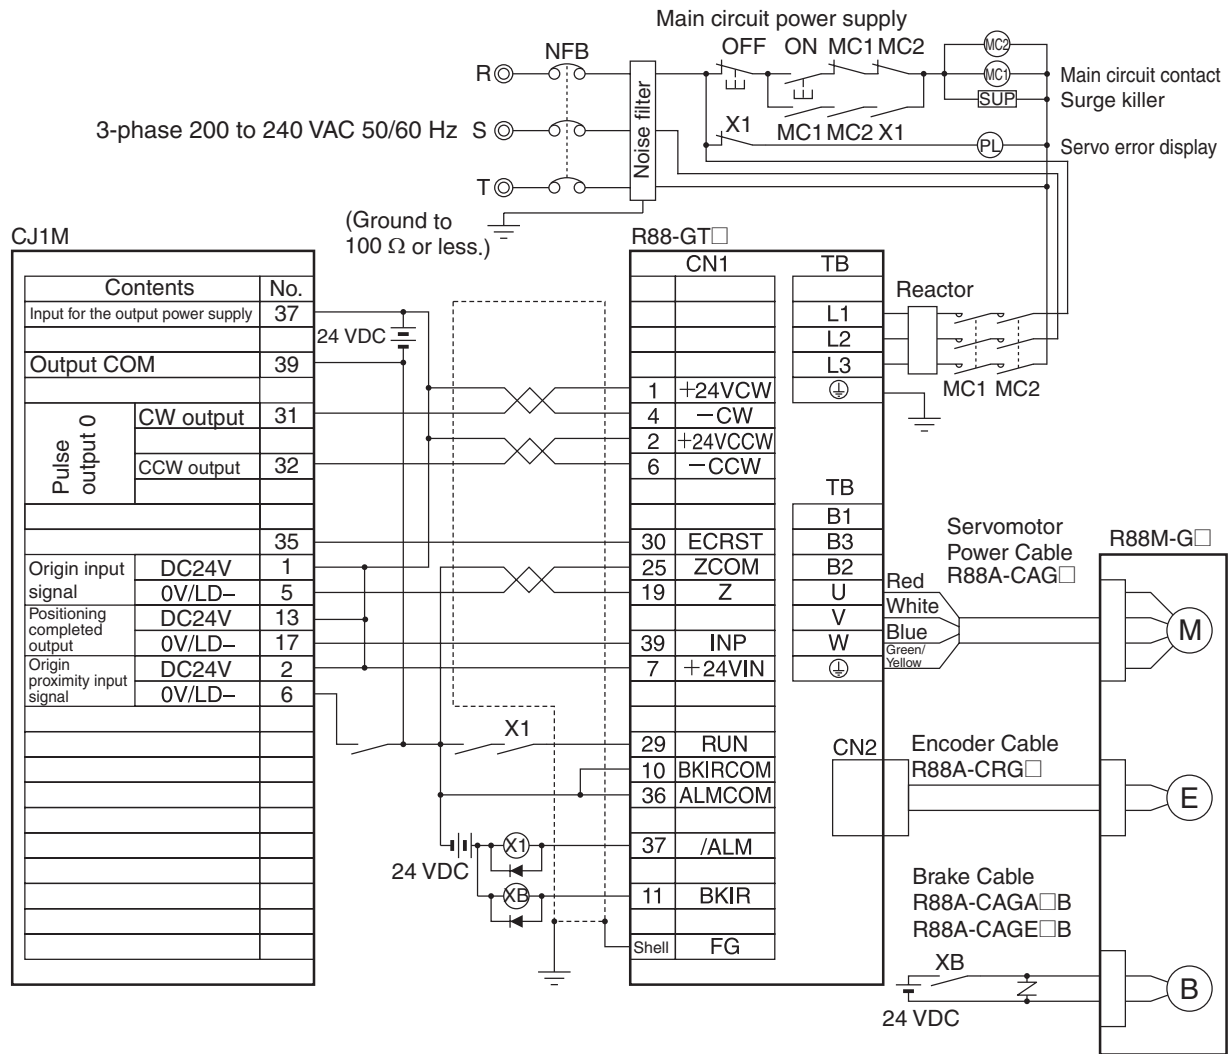 Main circuit power supply
OFF ON MC1 MC2
NFB
R
MC2
MC1
Main circuit contact
SUP
Surge killer
Noise filter
3-phase 200 to 240 VAC 50/60 Hz S
X1
MC1 MC2 X1
PL
Servo error display
T
(Ground to
100 Ω or less.)
CJ1M
Contents No.
Input for the output power supply 37
24 VDC
Output COM 39
Pulse
output 0
CW output 31
CCW output 32
35
Origin input
signal
DC24V 1
0V/LD– 5
Positioning
completed
output
DC24V 13
0V/LD– 17
Origin
proximity input
signal
DC24V 2
0V/LD– 6
X1
24 VDC
X1
XB
R88-GT□
CN1
1 +24VCW
4 −CW
2 +24VCCW
6 −CCW
30 ECRST
25 ZCOM
19 Z
39 INP
7 +24VIN
29 RUN
10 BKIRCOM
36 ALMCOM
37 /ALM
11 BKIR
Shell FG
TB
L1
L2
L3
Reactor
MC1 MC2
TB
B1
B3
B2
U
V
W
Red
White
Blue
Green/
Yellow
Servomotor
Power Cable
R88A-CAG□
R88M-G□
M
CN2
Encoder Cable
R88A-CRG□
E
Brake Cable
R88A-CAGA□B
R88A-CAGE□B
XB
24 VDC
B